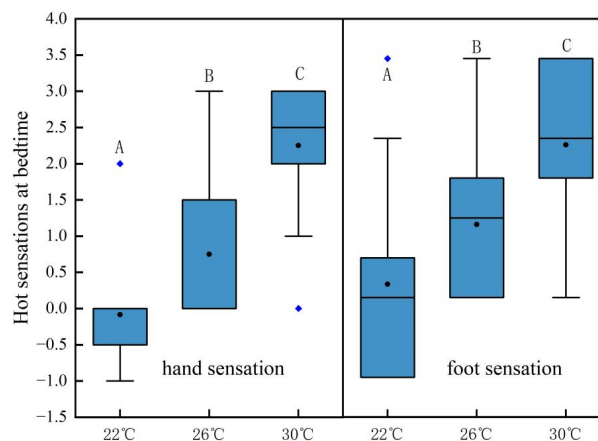 Hot sensations at bedtime
4.0
3.5
3.0
2.5
2.0
1.5
1.0
0.5
0.0
−0.5
−1.0
−1.5
A
B
C
A
B
C
hand sensation
foot sensation
22℃ 26℃ 30℃ 22℃ 26℃ 30℃